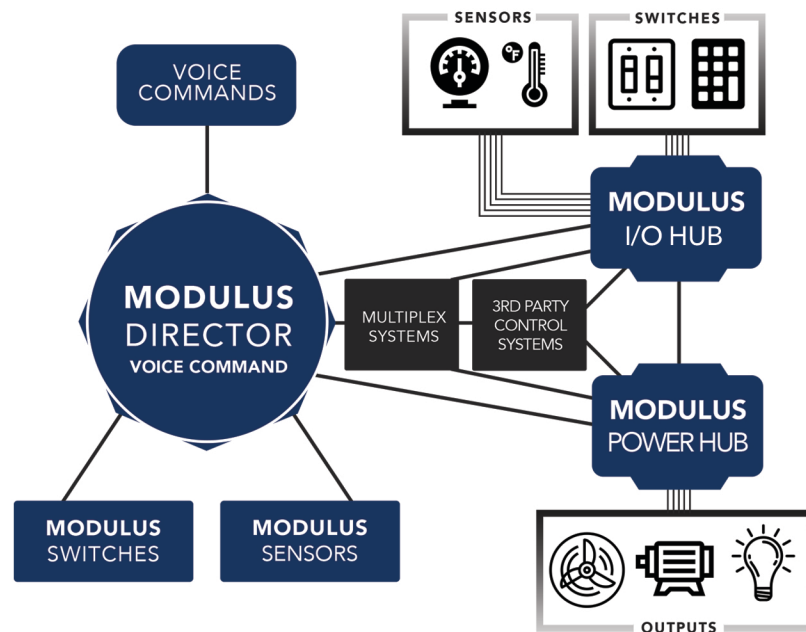 SENSORS
SWITCHES
°F
VOICE
COMMANDS
MODULUS
I/O HUB
MODULUS
DIRECTOR
VOICE COMMAND
MULTIPLEX
SYSTEMS
3RD PARTY
CONTROL
SYSTEMS
MODULUS
POWER HUB
MODULUS
SWITCHES
MODULUS
SENSORS
OUTPUTS